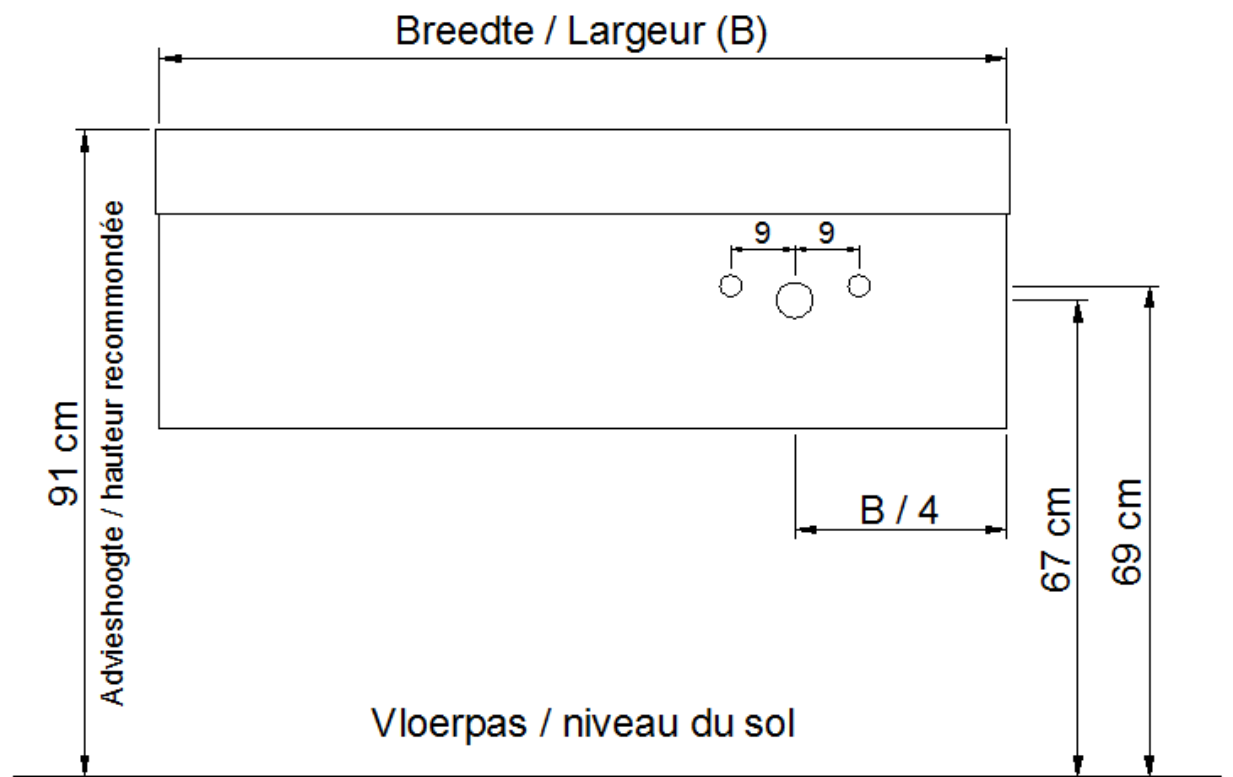 Breedte / Largeur (B)
9
9
91 cm
Advieshoogte / hauteur recommondée
B / 4
67 cm
69 cm
Vloerpas / niveau du sol